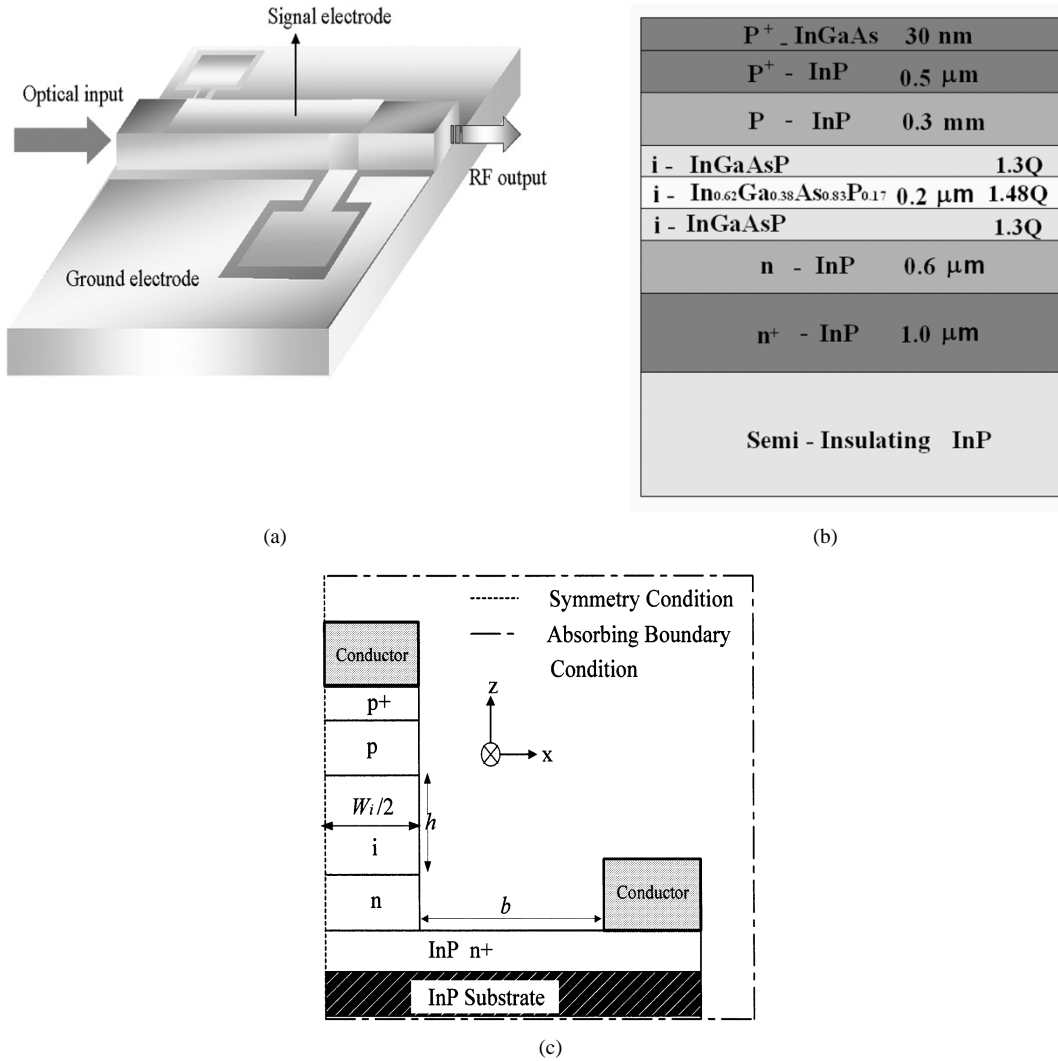 Signal electrode
Optical input
RF output
Ground electrode
(a)
P+ - InGaAs 30 nm
P+ - InP 0.5 μm
P - InP 0.3 mm
i - InGaAsP 1.3Q
i - In0.62Ga0.38As0.83P0.17 0.2 μm 1.48Q
i - InGaAsP 1.3Q
n - InP 0.6 μm
n+ - InP 1.0 μm
Semi - Insulating InP
(b)
Symmetry Condition
Absorbing Boundary
Condition
Conductor
p+
p
z
x
Wi/2
h
i
n
b
Conductor
InP n+
InP Substrate
(c)